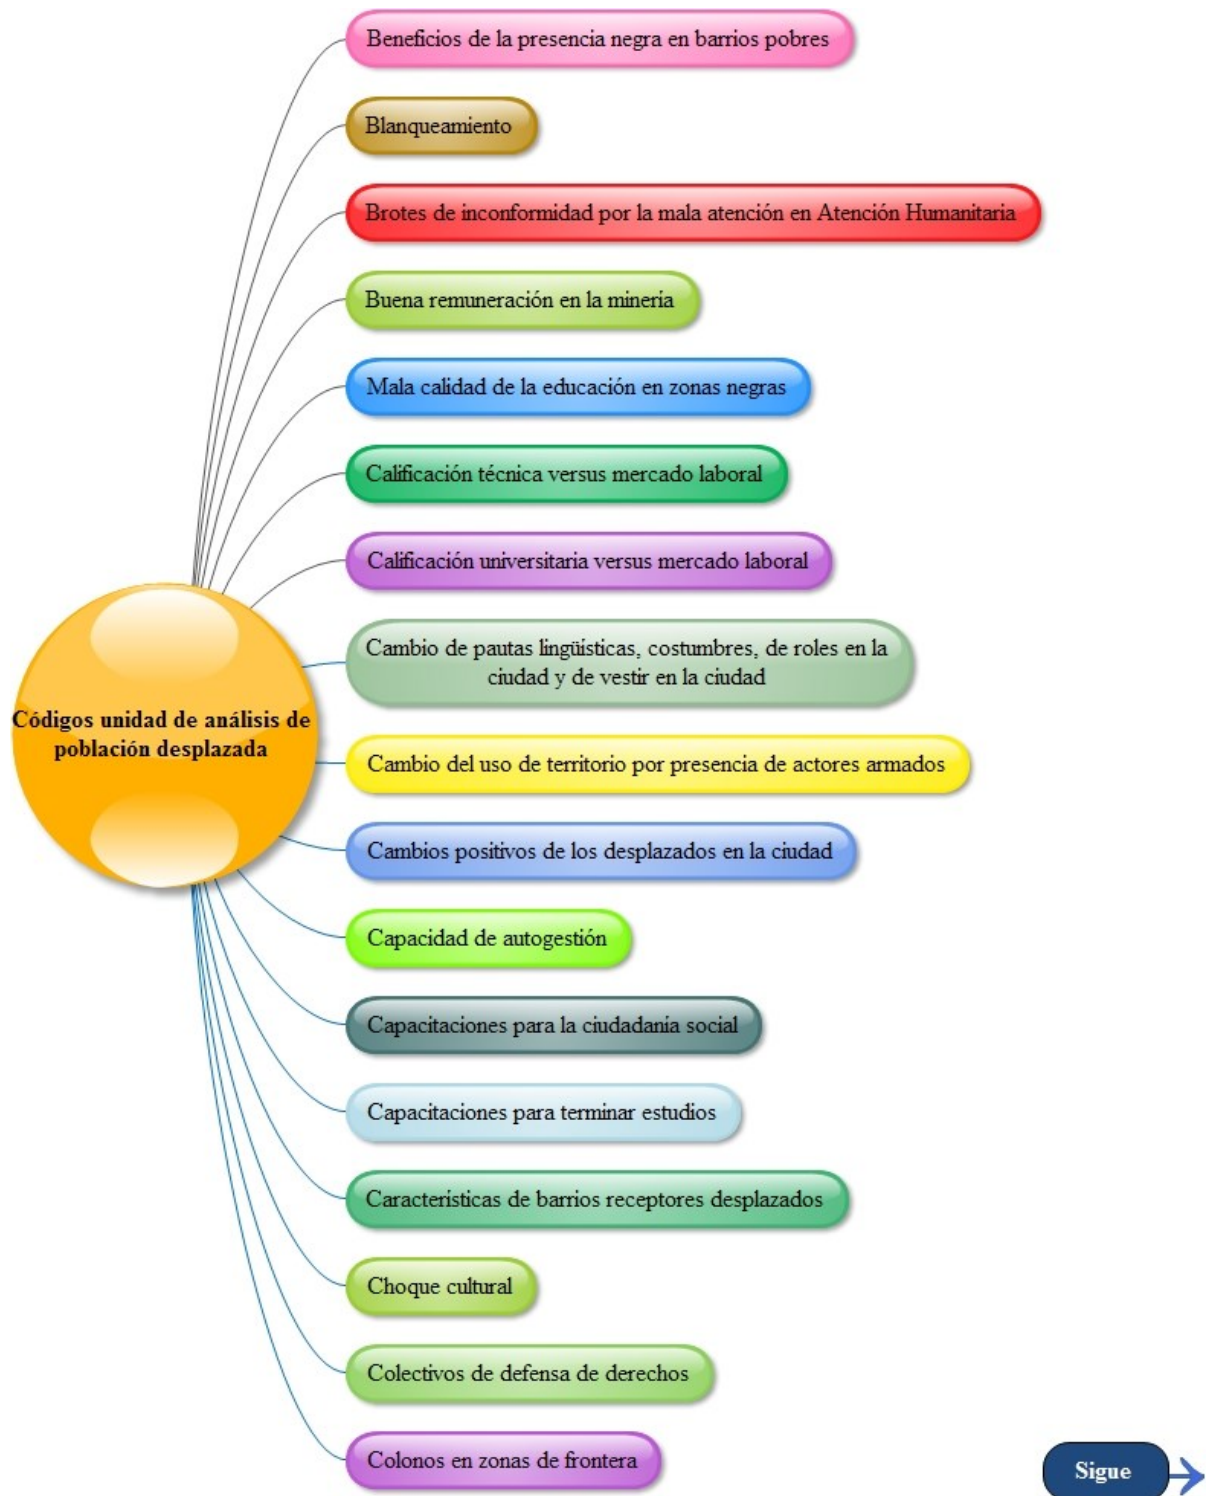 Beneficios de la presencia negra en barrios pobres
Blanqueamiento
Brotes de inconformidad por la mala atención en Atención Humanitaria
Buena remuneración en la minería
Mala calidad de la educación en zonas negras
Calificación técnica versus mercado laboral
Calificación universitaria versus mercado laboral
Cambio de pautas lingüísticas, costumbres, de roles en la
ciudad y de vestir en la ciudad
Códigos unidad de análisis de
población desplazada
Cambio del uso de territorio por presencia de actores armados
Cambios positivos de los desplazados en la ciudad
Capacidad de autogestión
Capacitaciones para la ciudadanía social
Capacitaciones para terminar estudios
Características de barrios receptores desplazados
Choque cultural
Colectivos de defensa de derechos
Colonos en zonas de frontera
Sigue